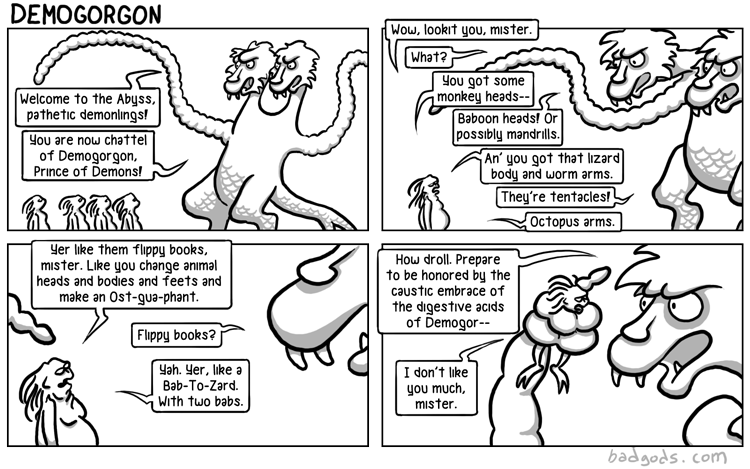 DEMOGORGON
Welcome to the Abyss,
pathetic demonlings!
You are now chattel
of Demogorgon,
Prince of Demons!
Wow, lookit you, mister.
What?
You got some
monkey heads--
Baboon heads! Or
possibly mandrills.
An' you got that lizard
body and worm arms.
They're tentacles!
Octopus arms.
Yer like them flippy books,
mister. Like you change animal
heads and bodies and feets and
make an Ost-gua-phant.
Flippy books?
Yah. Yer, like a
Bab-To-Zard.
With two babs.
How droll. Prepare
to be honored by the
caustic embrace of
the digestive acids
of Demogor--
I don't like
you much,
mister.
badgods.com